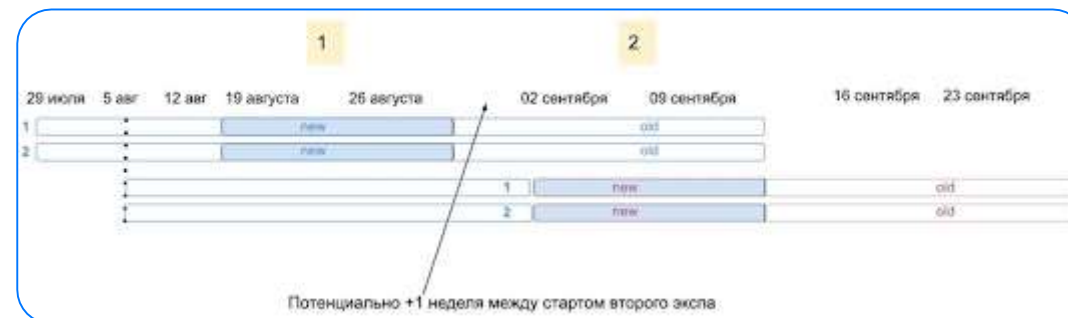 1 2
29 июля 5 авг 12 авг 19 августа 26 августа 02 сентября 09 сентября 16 сентября 23 сентября
1 new old
2 new old
1 new old
2 new old
Потенциально +1 неделя между стартом второго экспа